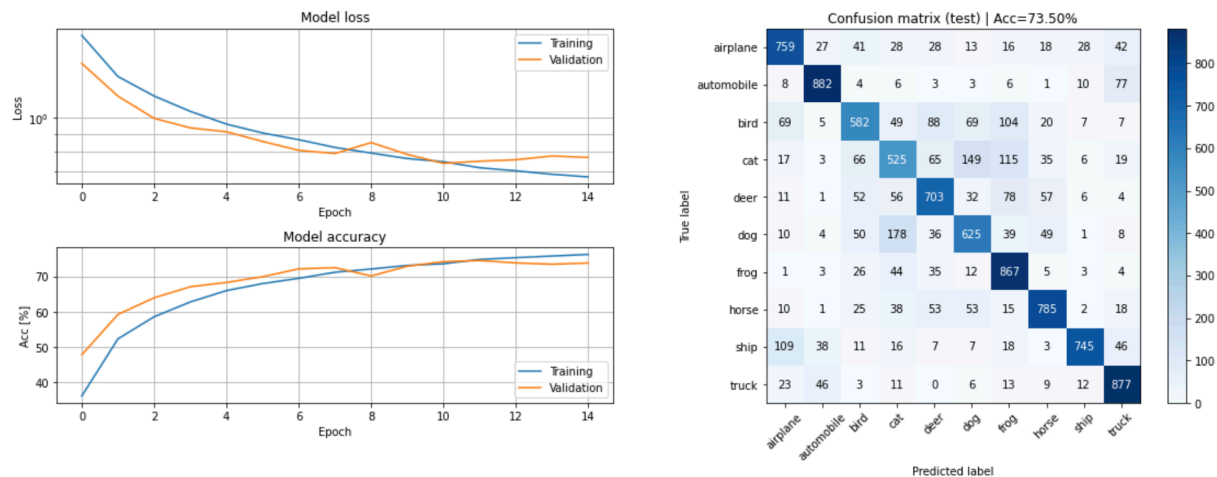 Model loss
Training
Validation
Loss
10⁰
0 2 4 6 8 10 12 14
Epoch
Model accuracy
Acc [%]
70
60
50
40
Training
Validation
0 2 4 6 8 10 12 14
Epoch
Confusion matrix (test) | Acc=73.50%
True label
airplane 759 27 41 28 28 13 16 18 28 42
automobile 8 882 4 6 3 3 6 1 10 77
bird 69 5 582 49 88 69 104 20 7 7
cat 17 3 66 525 65 149 115 35 6 19
deer 11 1 52 56 703 32 78 57 6 4
dog 10 4 50 178 36 625 39 49 1 8
frog 1 3 26 44 35 12 867 5 3 4
horse 10 1 25 38 53 53 15 785 2 18
ship 109 38 11 16 7 7 18 3 745 46
truck 23 46 3 11 0 6 13 9 12 877
airplane automobile bird cat deer dog frog horse ship truck
Predicted label
800
700
600
500
400
300
200
100
0